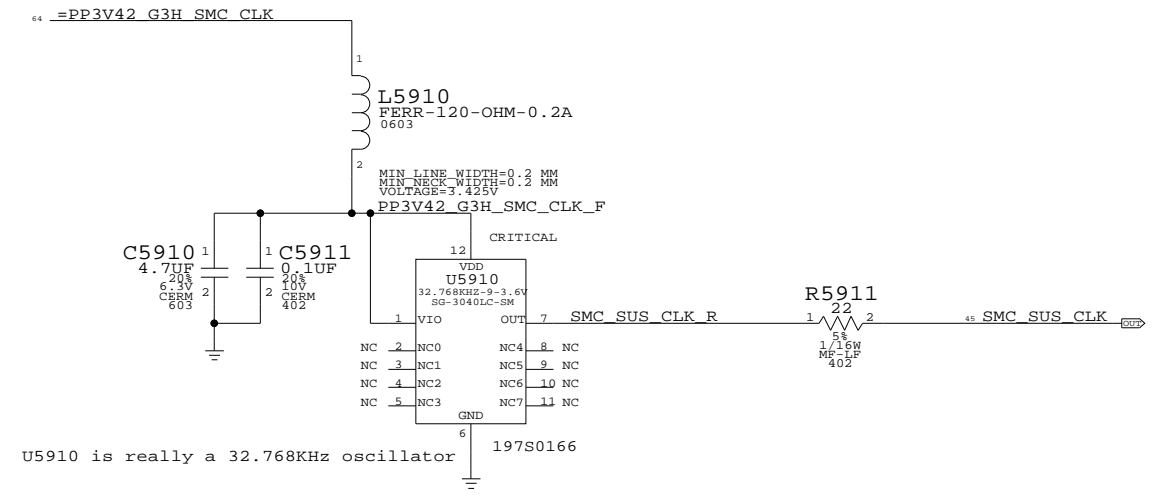 64 =PP3V42_G3H_SMC_CLK
1
L5910
FERR-120-OHM-0.2A
0603
2
MIN_LINE_WIDTH=0.2 MM
MIN_NECK_WIDTH=0.2 MM
VOLTAGE=3.425V
PP3V42_G3H_SMC_CLK_F
CRITICAL
C5910 1
4.7UF
20%
6.3V
CERM
603
2
1 C5911
0.1UF
20%
10V
CERM
402
2
12
VDD
U5910
32.768KHZ-9-3.6V
SG-3040LC-SM
1 VIO OUT 7 SMC_SUS_CLK_R
R5911
22
1 2
5%
1/16W
MF-LF
402
45 SMC_SUS_CLK OUT
NC 2 NC0 NC4 8 NC
NC 3 NC1 NC5 9 NC
NC 4 NC2 NC6 10 NC
NC 5 NC3 NC7 11 NC
GND
6
197S0166
U5910 is really a 32.768KHz oscillator